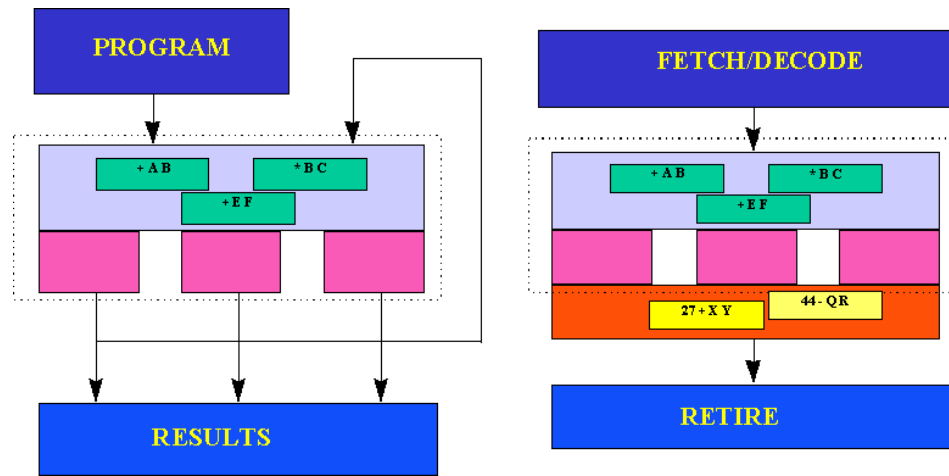 PROGRAM
+ A B
* B C
+ E F
RESULTS
FETCH/DECODE
+ A B
* B C
+ E F
44 - Q R
27 + X Y
RETIRE